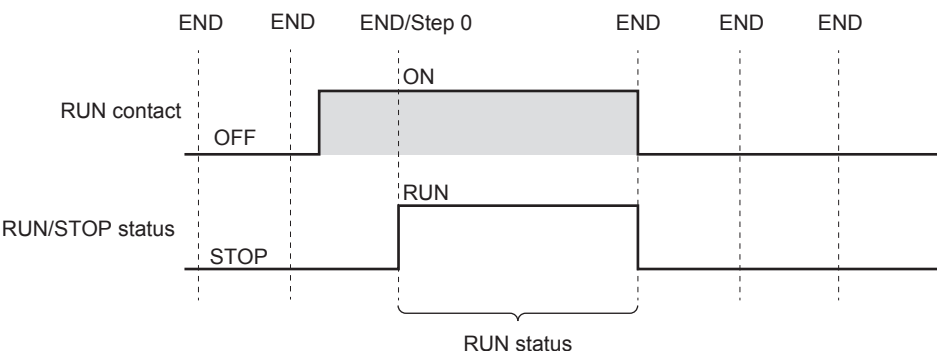 END END END/Step 0 END END END
ON
RUN contact
OFF
RUN
RUN/STOP status
STOP
RUN status